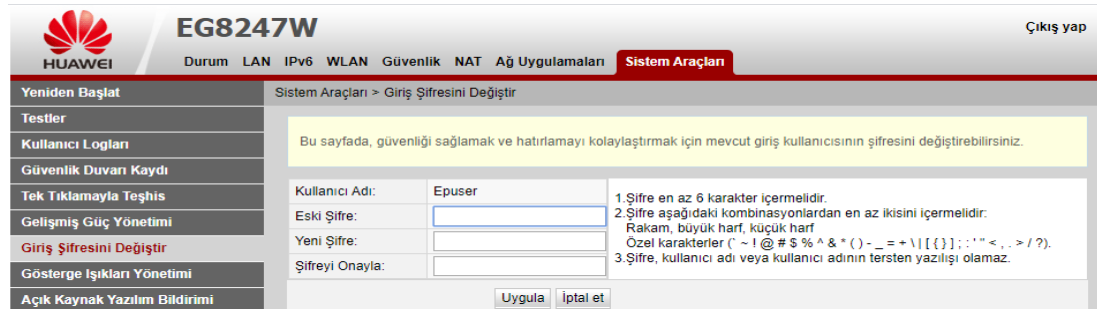 EG8247W
Çıkış yap
HUAWEI
Durum LAN IPv6 WLAN Güvenlik NAT Ağ Uygulamaları Sistem Araçları
Yeniden Başlat
Testler
Kullanıcı Logları
Güvenlik Duvarı Kaydı
Tek Tıklamayla Teşhis
Gelişmiş Güç Yönetimi
Giriş Şifresini Değiştir
Gösterge Işıkları Yönetimi
Açık Kaynak Yazılım Bildirimi
Sistem Araçları > Giriş Şifresini Değiştir
Bu sayfada, güvenliği sağlamak ve hatırlamayı kolaylaştırmak için mevcut giriş kullanıcısının şifresini değiştirebilirsiniz.
Kullanıcı Adı: Epuser
Eski Şifre:
Yeni Şifre:
Şifreyi Onayla:
1.Şifre en az 6 karakter içermelidir.
2.Şifre aşağıdaki kombinasyonlardan en az ikisini içermelidir:
Rakam, büyük harf, küçük harf
Özel karakterler (` ~ ! @ # $ % ^ & * ( ) - _ = + \ | [ { } ] ; : ' " < , . > / ?).
3.Şifre, kullanıcı adı veya kullanıcı adının tersten yazılışı olamaz.
Uygula İptal et